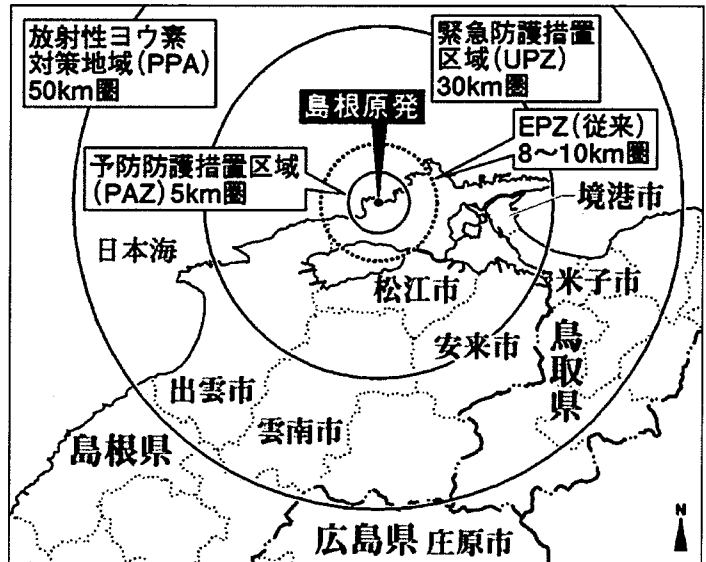 放射性ヨウ素
対策地域(PPA)
50km圏
緊急防護措置
区域(UPZ)
30km圏
島根原発
EPZ(従来)
8〜10km圏
予防防護措置区域
(PAZ)5km圏
境港市
日本海
松江市
米子市
安来市
鳥取県
出雲市
雲南市
島根県
広島県
庄原市
N